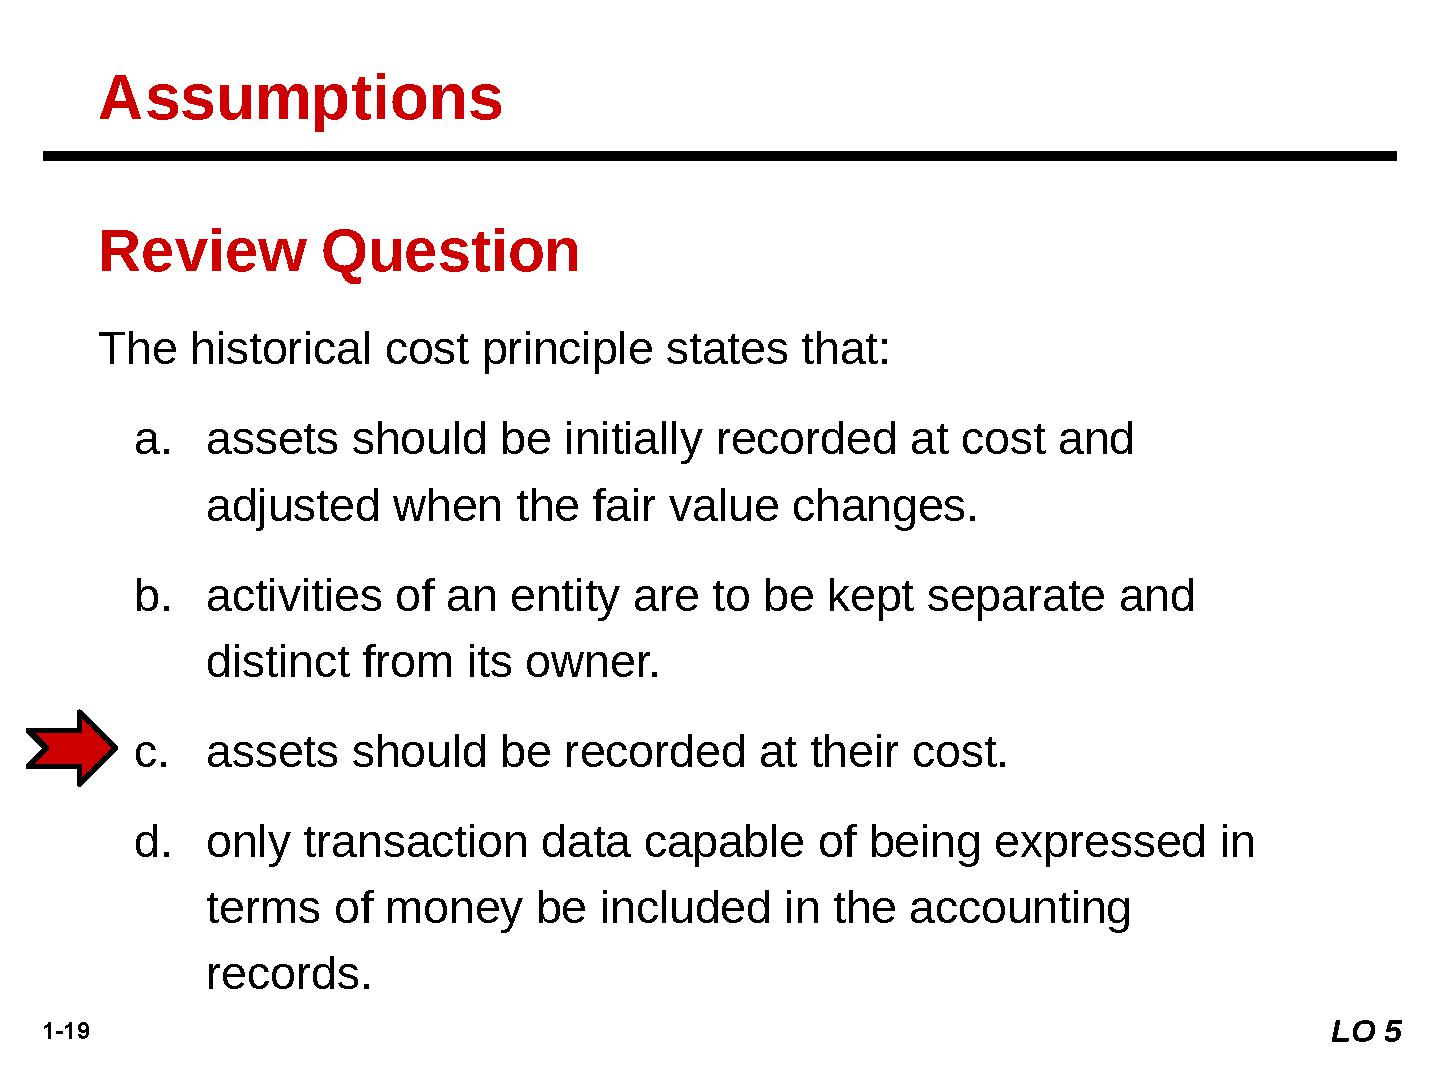 Assumptions
Review Question
The historical cost principle states that:
a. assets should be initially recorded at cost and
adjusted when the fair value changes.
b. activities of an entity are to be kept separate and
distinct from its owner.
c. assets should be recorded at their cost.
d. only transaction data capable of being expressed in
terms of money be included in the accounting
records.
1-19
LO 5